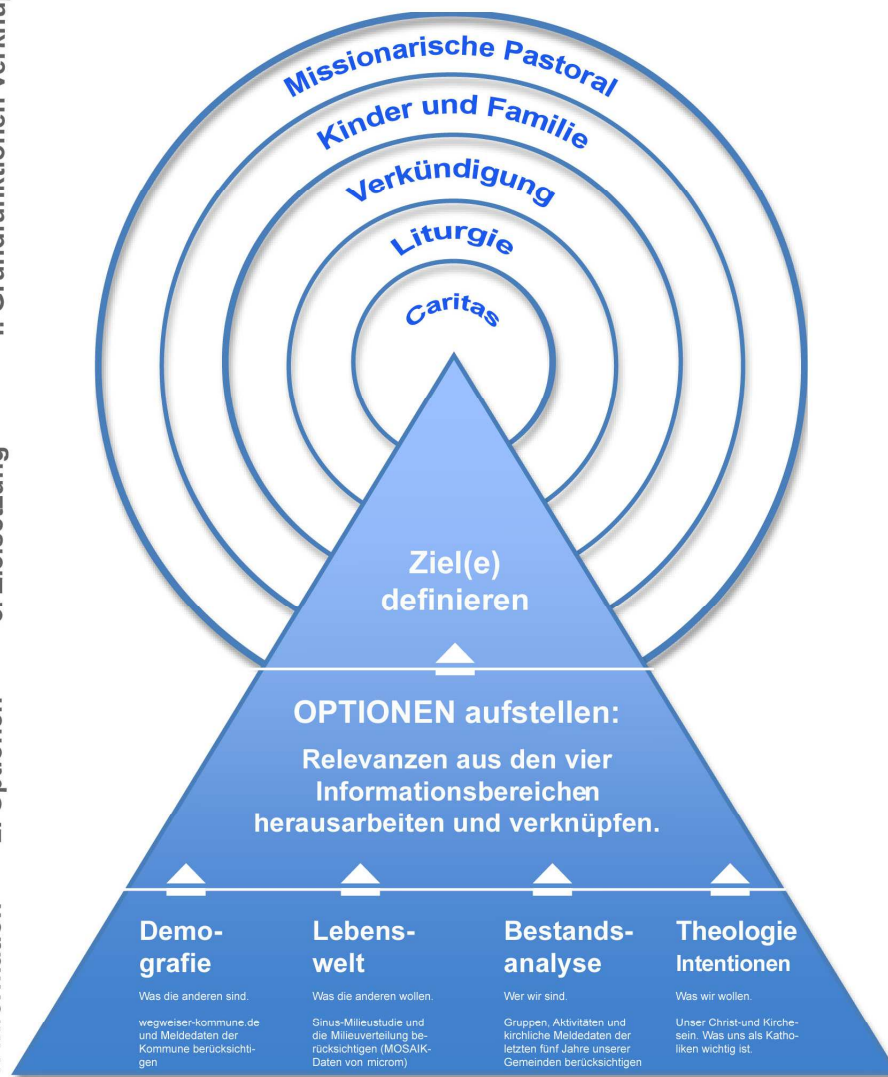 Missionarische Pastoral
Kinder und Familie
Verkündigung
Liturgie
Caritas
Ziel(e)
definieren
OPTIONEN aufstellen:
Relevanzen aus den vier
Informationsbereichen
herausarbeiten und verknüpfen.
Demo-
grafie
Was die anderen sind.
wegweiser-kommune.de
und Meldedaten der
Kommune berücksichti-
gen
Lebens-
welt
Was die anderen wollen.
Sinus-Milieustudie und
die Milieuverteilung be-
rücksichtigen (MOSAIK-
Daten von microm)
Bestands-
analyse
Wer wir sind.
Gruppen, Aktivitäten und
kirchliche Meldedaten der
letzten fünf Jahre unserer
Gemeinden berücksichtigen
Theologie
Intentionen
Was wir wollen.
Unser Christ-und Kirche-
sein. Was uns als Katho-
liken wichtig ist.